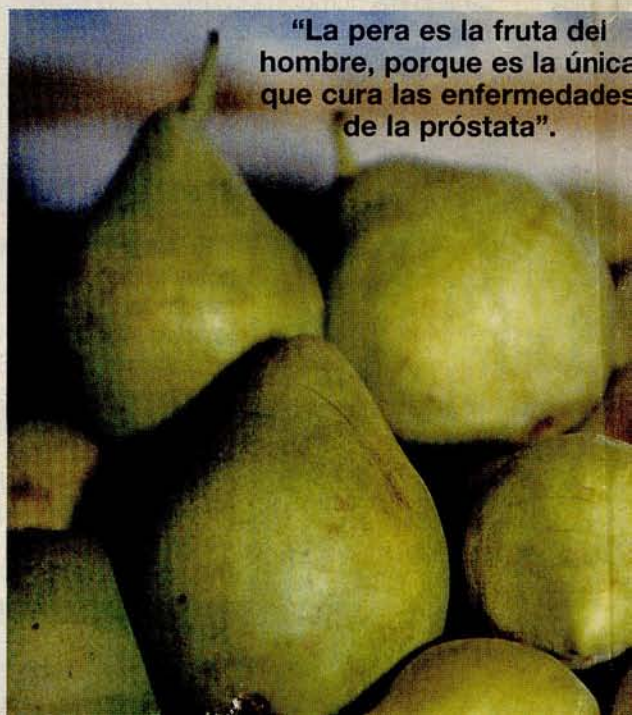 “La pera es la fruta del
hombre, porque es la única
que cura las enfermedades
de la próstata”.